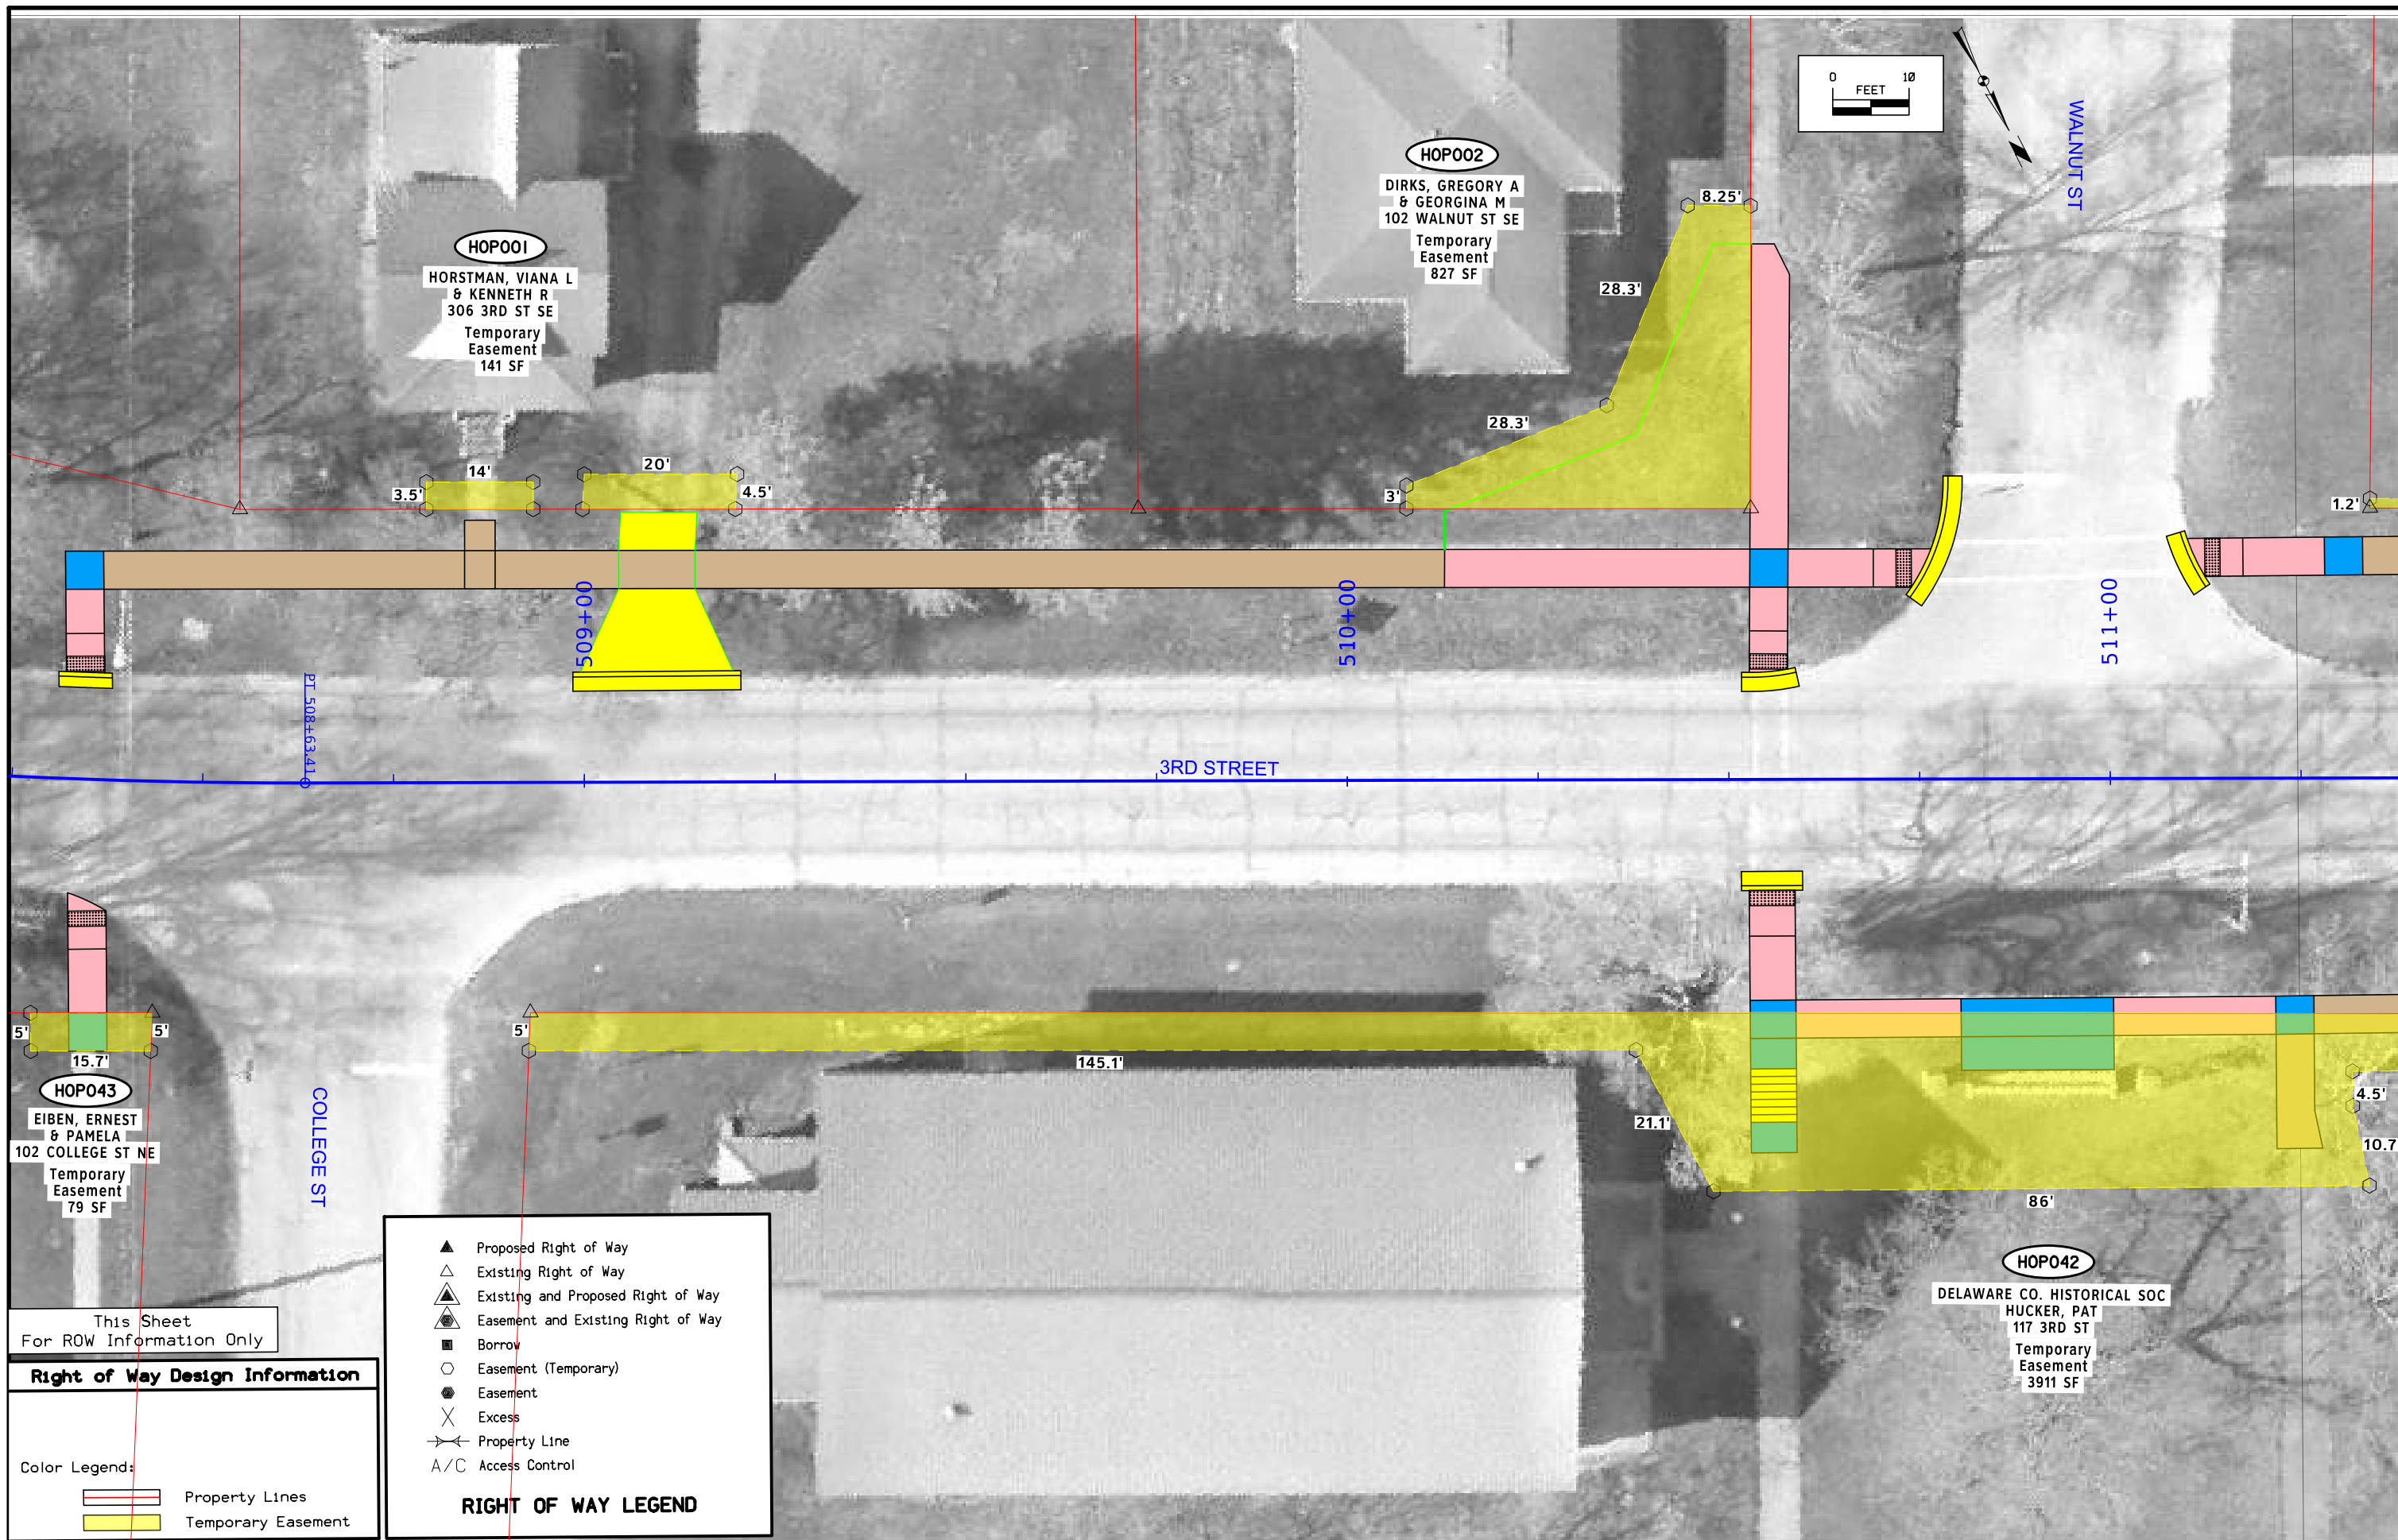 0 10
FEET
WALNUT ST
HOP001
HORSTMAN, VIANA L
& KENNETH R
306 3RD ST SE
Temporary
Easement
141 SF
HOP002
DIRKS, GREGORY A
& GEORGINA M
102 WALNUT ST SE
Temporary
Easement
827 SF
8.25'
28.3'
28.3'
3'
14'
3.5'
20'
4.5'
1.2'
509+00
510+00
511+00
PT 508+63.41
3RD STREET
5'
5'
15.7'
HOP043
EIBEN, ERNEST
& PAMELA
102 COLLEGE ST NE
Temporary
Easement
79 SF
COLLEGE ST
5'
145.1'
21.1'
86'
4.5'
10.7
HOP042
DELAWARE CO. HISTORICAL SOC
HUCKER, PAT
117 3RD ST
Temporary
Easement
3911 SF
This Sheet
For ROW Information Only
Right of Way Design Information
Color Legend:
Property Lines
Temporary Easement
Proposed Right of Way
Existing Right of Way
Existing and Proposed Right of Way
Easement and Existing Right of Way
Borrow
Easement (Temporary)
Easement
Excess
Property Line
A/C Access Control
RIGHT OF WAY LEGEND